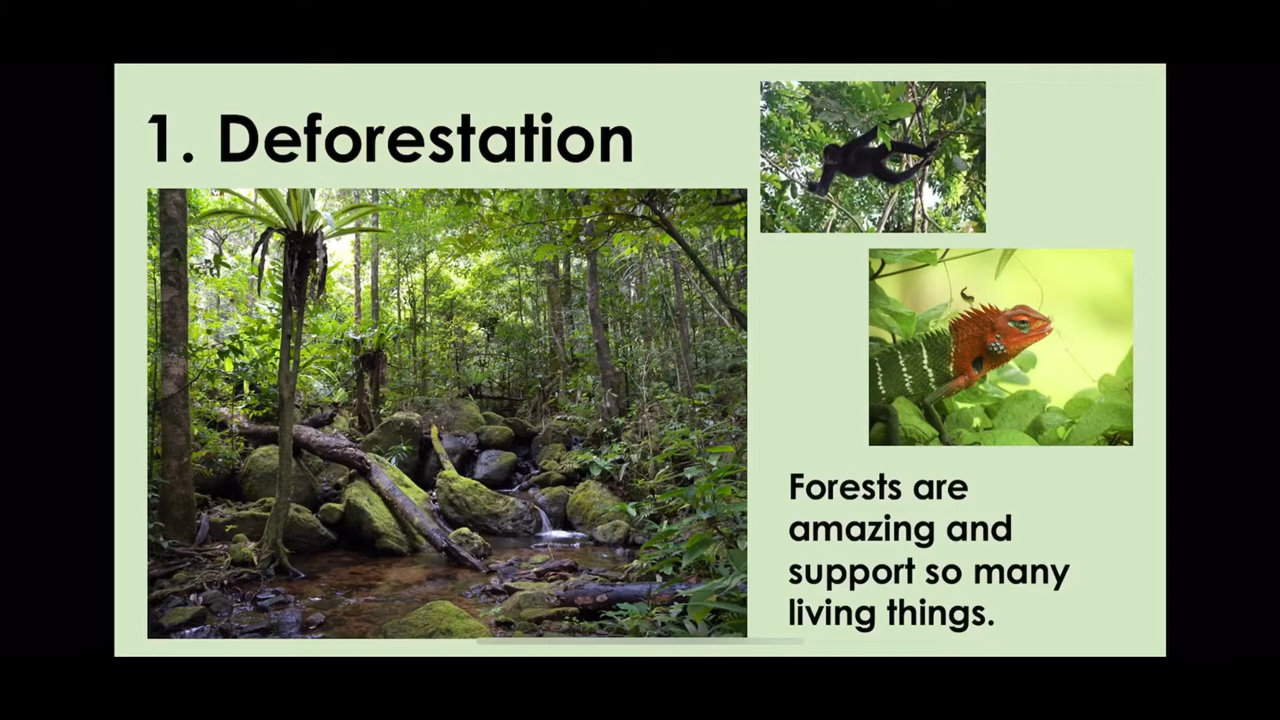 1. Deforestation
Forests are
amazing and
support so many
living things.